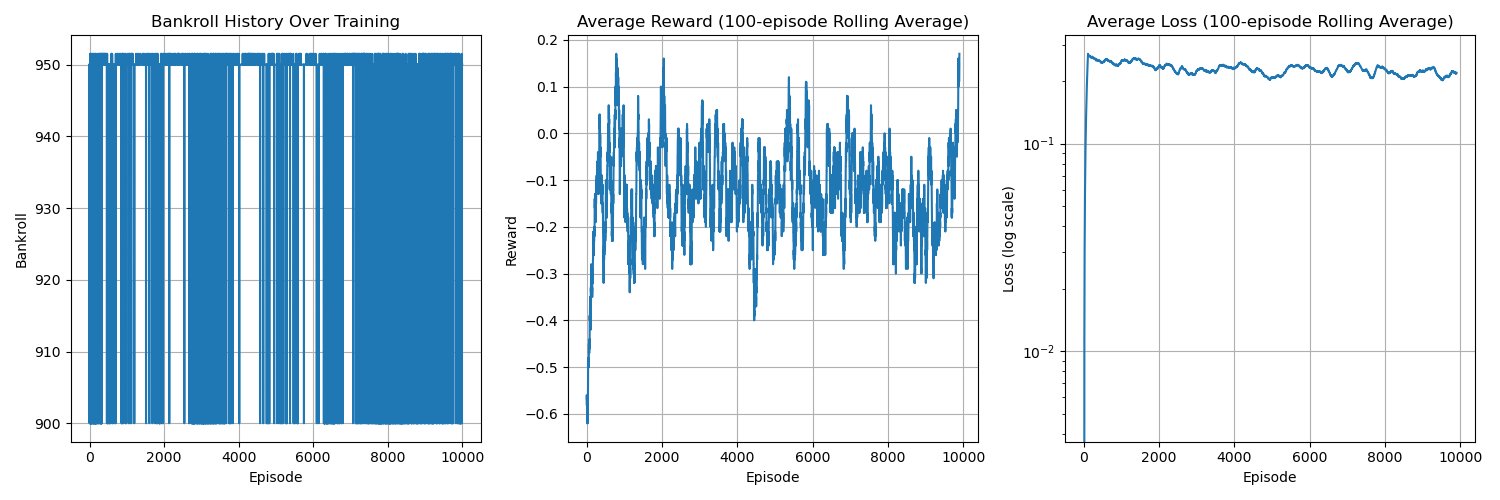 Bankroll History Over Training
Bankroll
950
940
930
920
910
900
0 2000 4000 6000 8000 10000
Episode
Average Reward (100-episode Rolling Average)
Reward
0.2
0.1
0.0
−0.1
−0.2
−0.3
−0.4
−0.5
−0.6
0 2000 4000 6000 8000 10000
Episode
Average Loss (100-episode Rolling Average)
Loss (log scale)
10⁻¹
10⁻²
0 2000 4000 6000 8000 10000
Episode